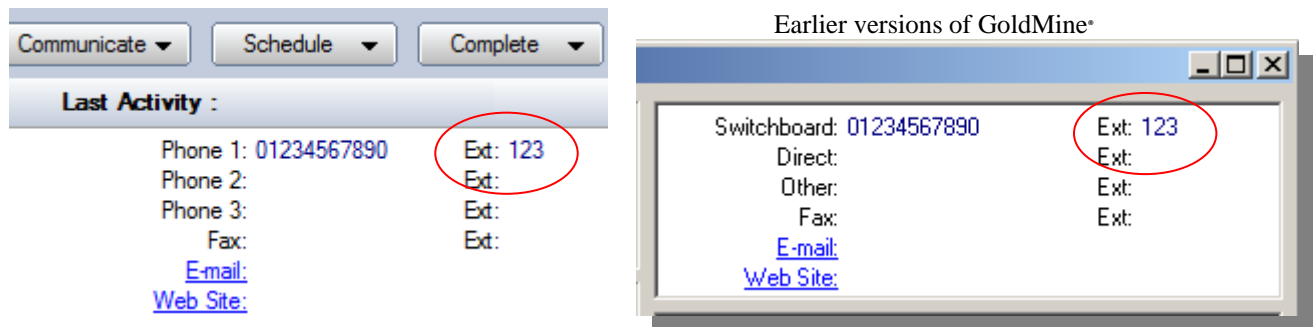 Communicate Schedule Complete
Last Activity :
Phone 1: 01234567890 Ext: 123
Phone 2: Ext:
Phone 3: Ext:
Fax: Ext:
E-mail:
Web Site:
Earlier versions of GoldMine®
Switchboard: 01234567890 Ext: 123
Direct: Ext:
Other: Ext:
Fax: Ext:
E-mail:
Web Site: